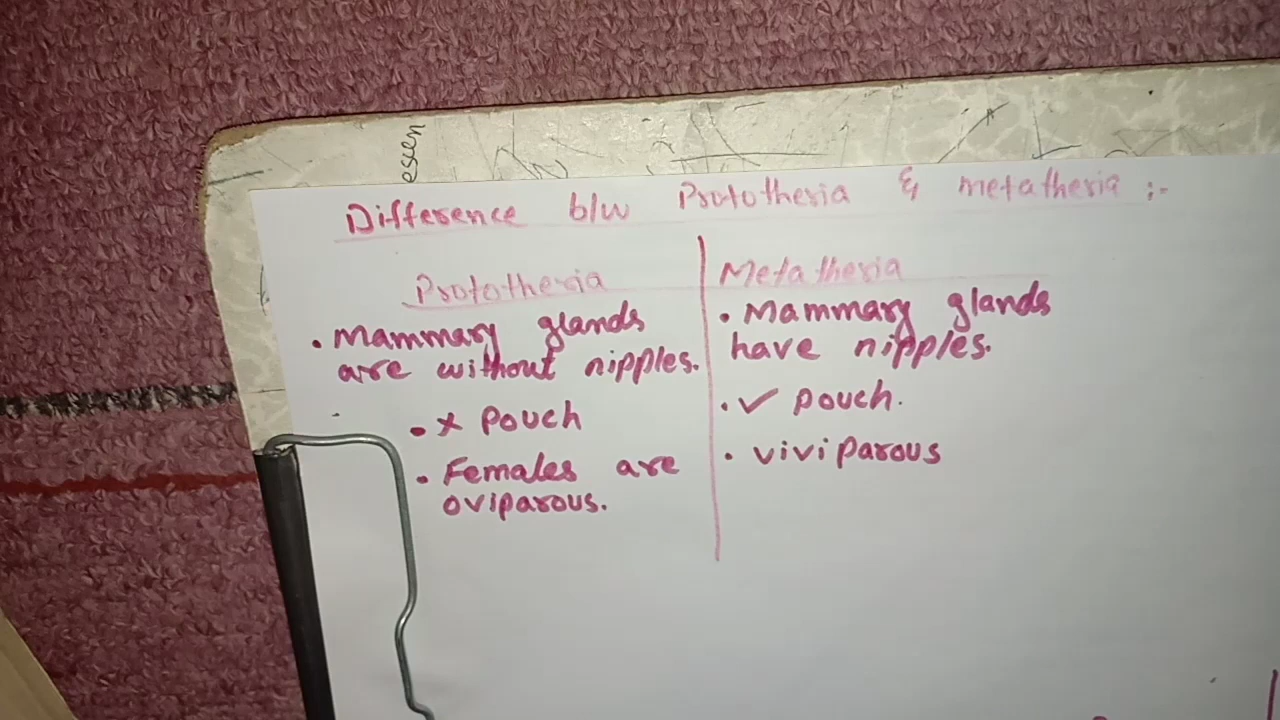 esen
Difference b/w Prototheria & metatheria :-
Prototheria
• Mammary glands
are without nipples.
• x Pouch
• Females are
oviparous.
Metatheria
• Mammary glands
have nipples.
• ✓ pouch.
• viviparous